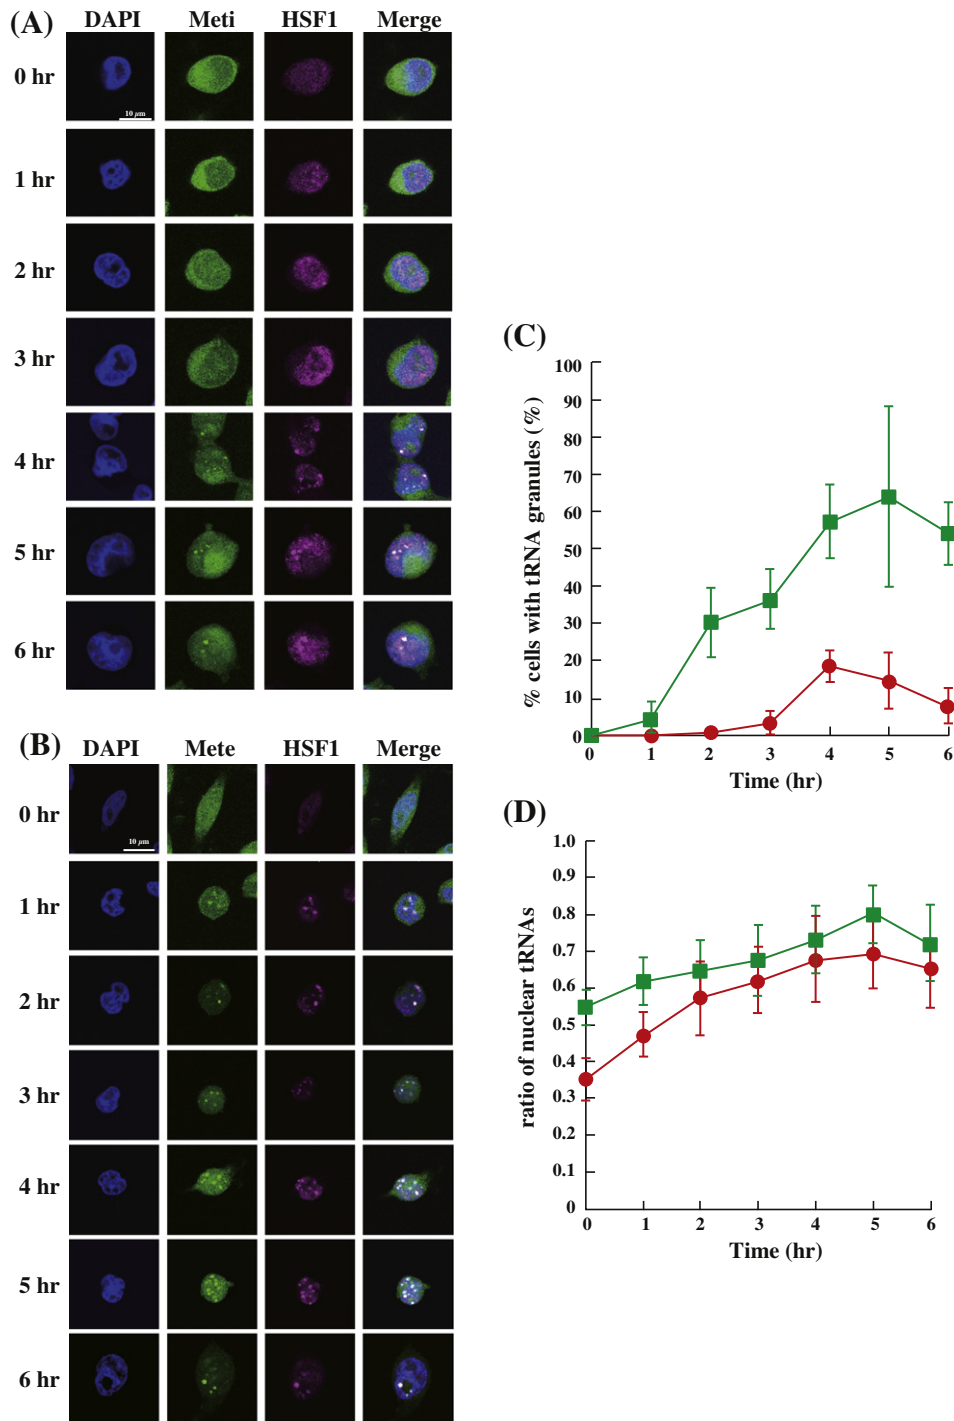 (A)
DAPI Meti HSF1 Merge
0 hr
10 µm
1 hr
2 hr
3 hr
4 hr
5 hr
6 hr
(B)
DAPI Mete HSF1 Merge
0 hr
10 µm
1 hr
2 hr
3 hr
4 hr
5 hr
6 hr
(C)
% cells with tRNA granules (%)
100
90
80
70
60
50
40
30
20
10
0
0 1 2 3 4 5 6
Time (hr)
(D)
ratio of nuclear tRNAs
1.0
0.9
0.8
0.7
0.6
0.5
0.4
0.3
0.2
0.1
0
0 1 2 3 4 5 6
Time (hr)